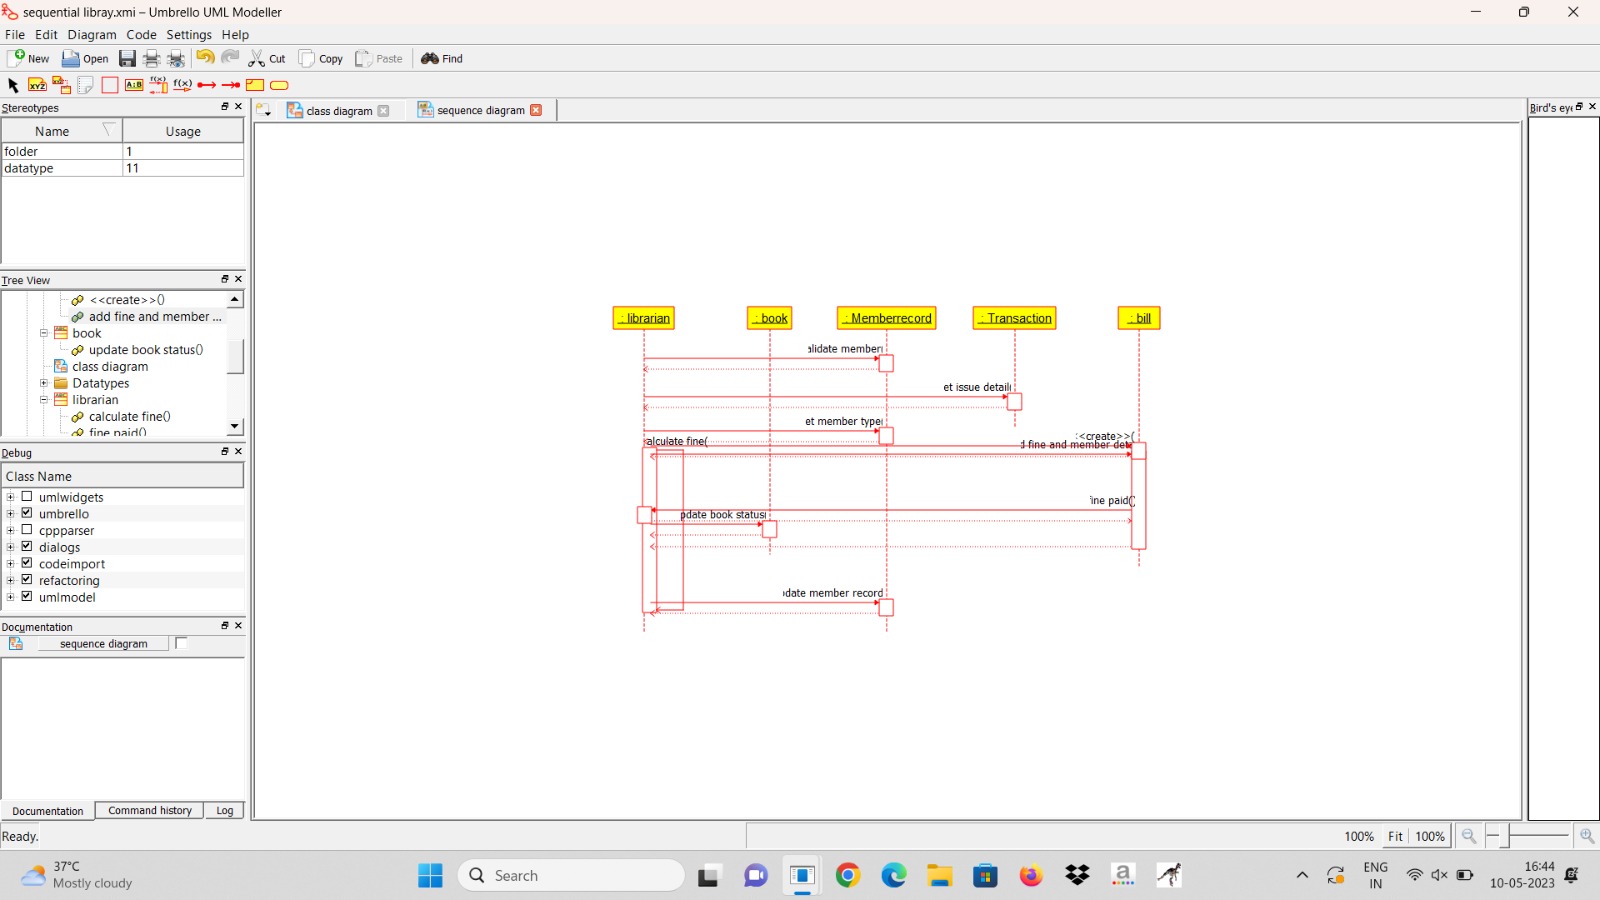 sequential libray.xmi – Umbrello UML Modeller
File Edit Diagram Code Settings Help
New Open Cut Copy Paste Find
XYZ A:B f(x) f(x)
Stereotypes
Name Usage
folder 1
datatype 11
class diagram sequence diagram
Bird's eye
Tree View
<<create>>()
add fine and member ...
book
update book status()
class diagram
Datatypes
librarian
calculate fine()
fine paid()
Debug
Class Name
umlwidgets
umbrello
cppparser
dialogs
codeimport
refactoring
umlmodel
Documentation
sequence diagram
Documentation Command history Log
: librarian : book : Memberrecord : Transaction : bill
alidate member
et issue detail
et member type
:<create>>(
alculate fine(
fine and member det
ine paid()
pdate book status
date member record
Ready.
100% Fit 100%
37°C
Mostly cloudy
Search
a
ENG
IN
16:44
10-05-2023